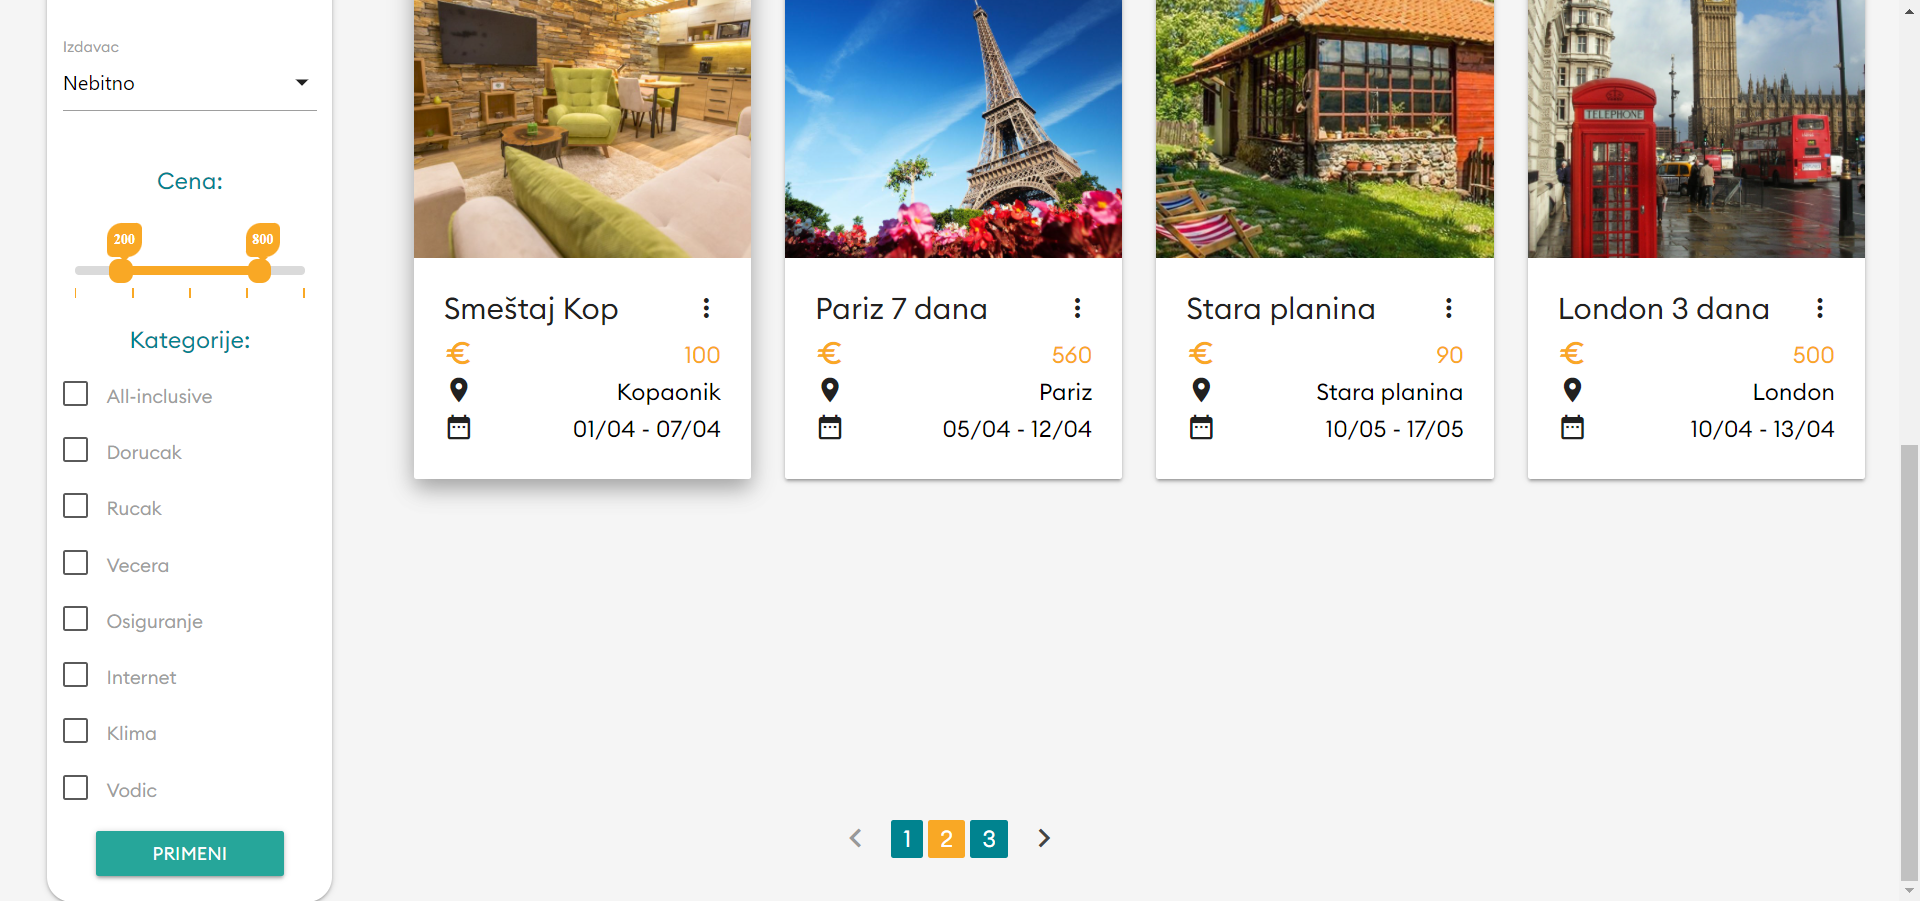 Izdavac
Nebitno
Cena:
200 800
Kategorije:
All-inclusive
Dorucak
Rucak
Vecera
Osiguranje
Internet
Klima
Vodic
PRIMENI
Smeštaj Kop
€ 100
Kopaonik
01/04 - 07/04
Pariz 7 dana
€ 560
Pariz
05/04 - 12/04
Stara planina
€ 90
Stara planina
10/05 - 17/05
TELEPHONE
London 3 dana
€ 500
London
10/04 - 13/04
1 2 3